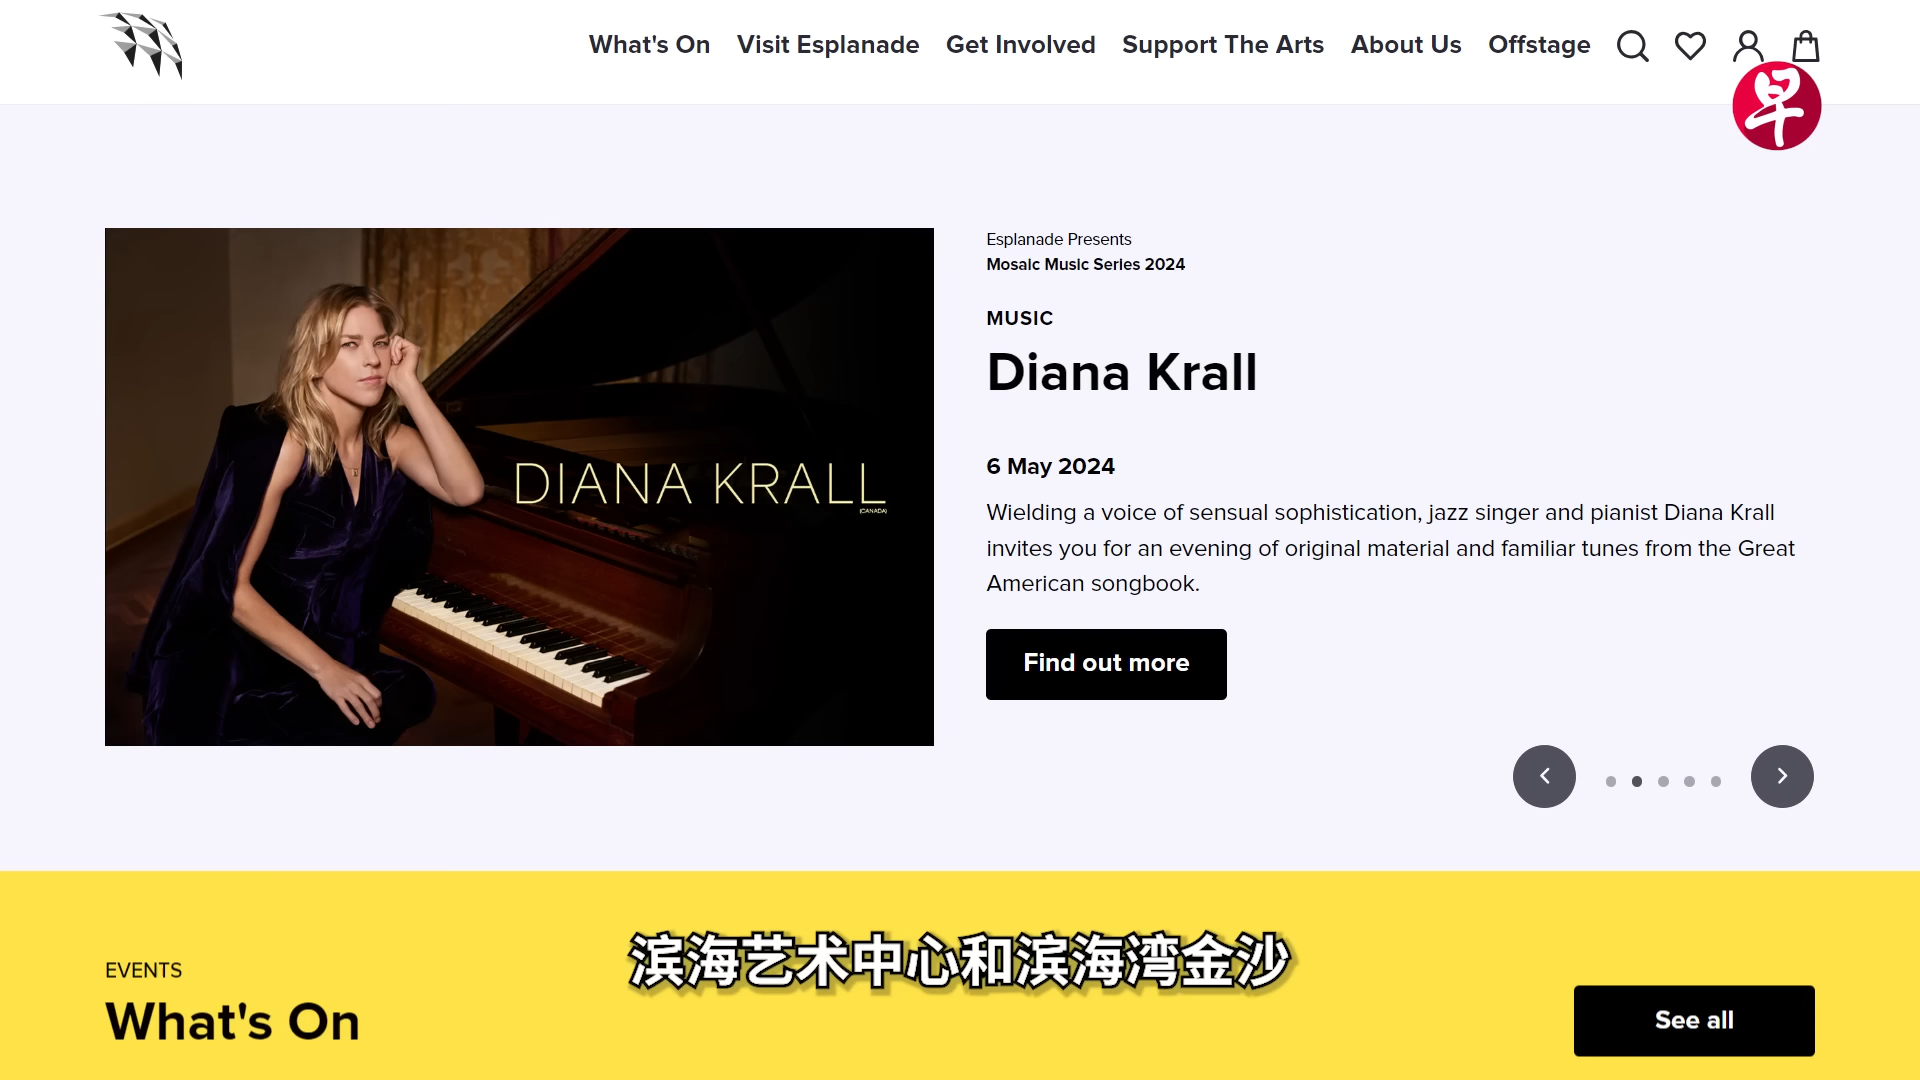 What's On Visit Esplanade Get Involved Support The Arts About Us Offstage
早
Esplanade Presents
Mosaic Music Series 2024
MUSIC
Diana Krall
DIANA KRALL
(CANADA)
6 May 2024
Wielding a voice of sensual sophistication, jazz singer and pianist Diana Krall
invites you for an evening of original material and familiar tunes from the Great
American songbook.
Find out more
滨海艺术中心和滨海湾金沙
EVENTS
What's On
See all